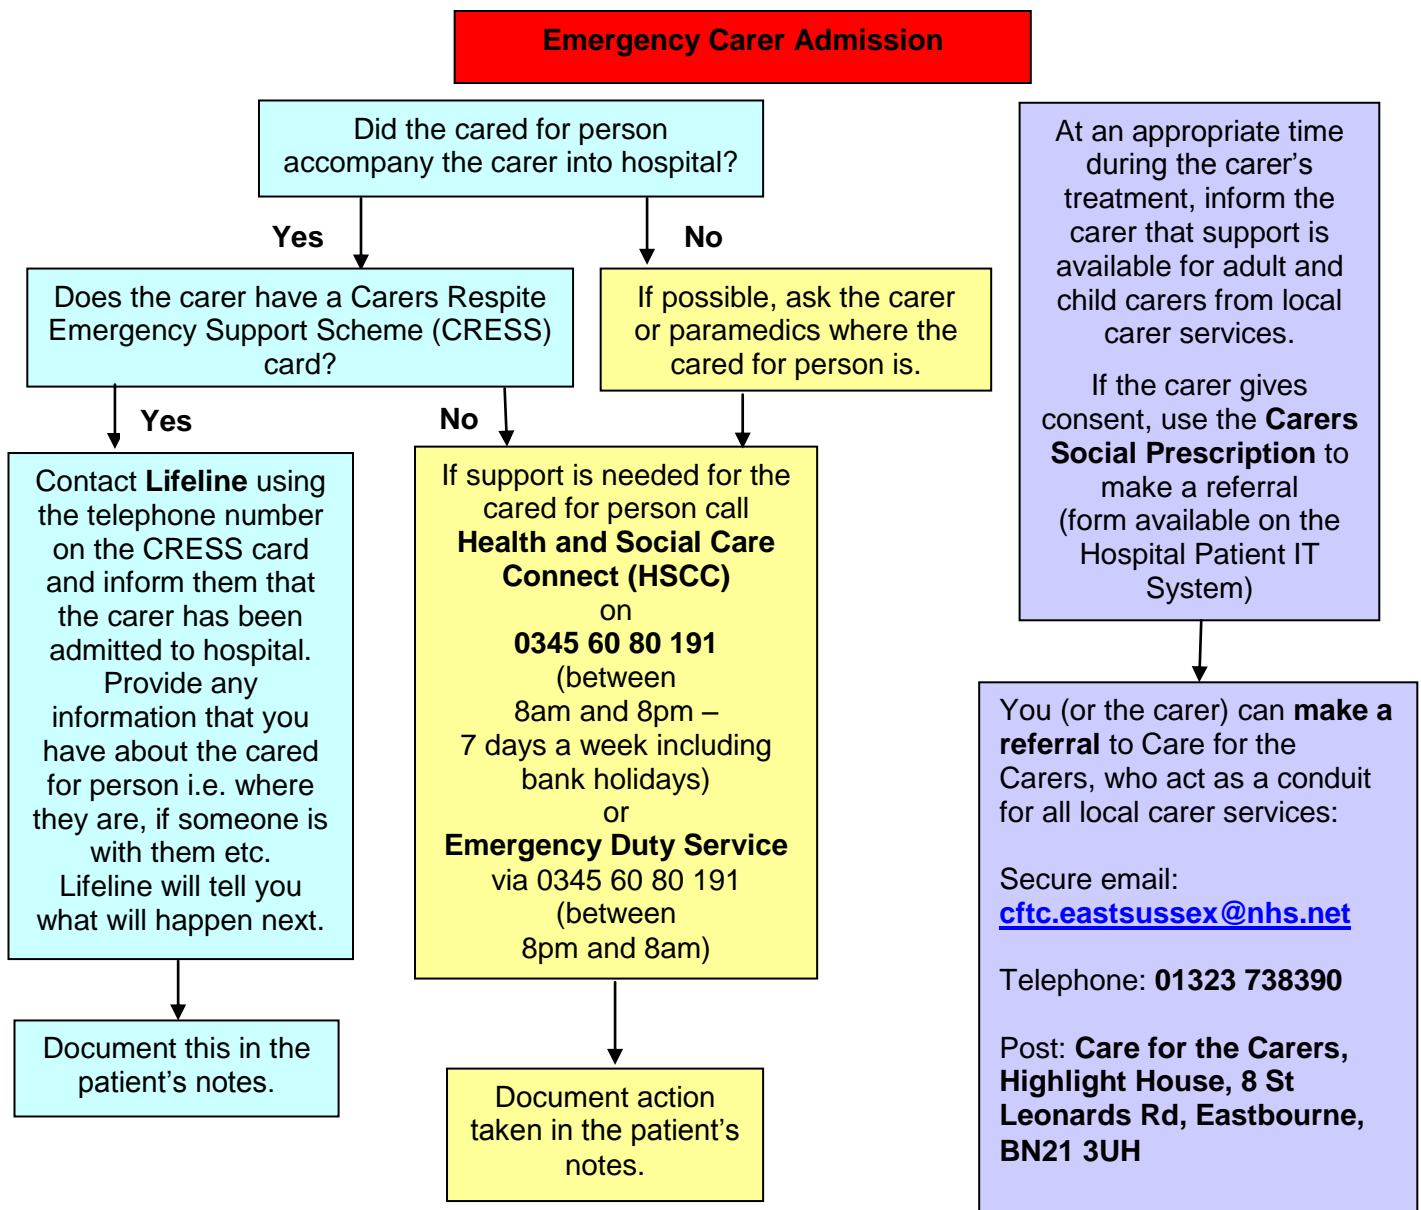 Emergency Carer Admission
Did the cared for person
accompany the carer into hospital?
Yes
No
Does the carer have a Carers Respite
Emergency Support Scheme (CRESS)
card?
If possible, ask the carer
or paramedics where the
cared for person is.
Yes
No
Contact Lifeline using
the telephone number
on the CRESS card
and inform them that
the carer has been
admitted to hospital.
Provide any
information that you
have about the cared
for person i.e. where
they are, if someone is
with them etc.
Lifeline will tell you
what will happen next.
If support is needed for the
cared for person call
Health and Social Care
Connect (HSCC)
on
0345 60 80 191
(between
8am and 8pm –
7 days a week including
bank holidays)
or
Emergency Duty Service
via 0345 60 80 191
(between
8pm and 8am)
Document this in the
patient's notes.
Document action
taken in the patient's
notes.
At an appropriate time
during the carer's
treatment, inform the
carer that support is
available for adult and
child carers from local
carer services.
If the carer gives
consent, use the Carers
Social Prescription to
make a referral
(form available on the
Hospital Patient IT
System)
You (or the carer) can make a
referral to Care for the
Carers, who act as a conduit
for all local carer services:
Secure email:
cftc.eastsussex@nhs.net
Telephone: 01323 738390
Post: Care for the Carers,
Highlight House, 8 St
Leonards Rd, Eastbourne,
BN21 3UH